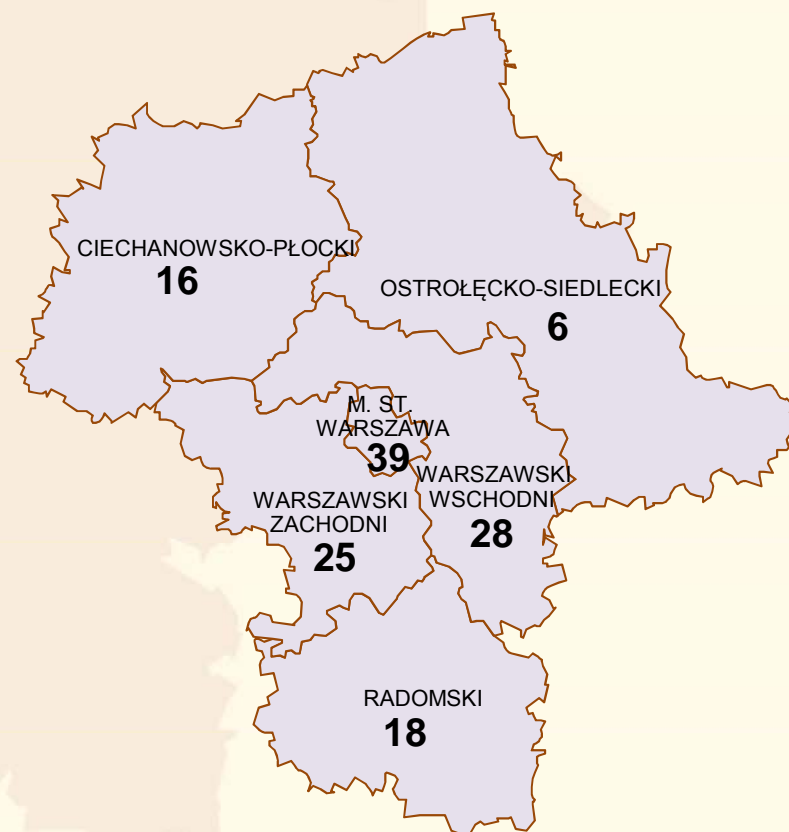 CIECHANOWSKO-PŁOCKI
16
OSTROŁĘCKO-SIEDLECKI
6
M. ST.
WARSZAWA
39
WARSZAWSKI
WSCHODNI
28
WARSZAWSKI
ZACHODNI
25
RADOMSKI
18